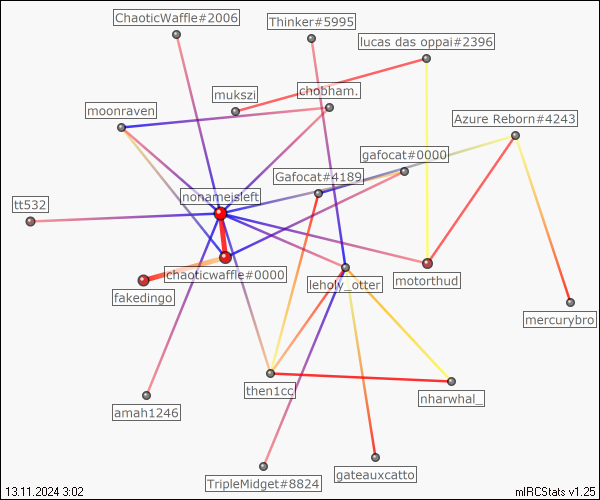 ChaoticWaffle#2006
Thinker#5995
lucas das oppai#2396
mukszi
chobham.
moonraven
Azure Reborn#4243
gafocat#0000
Gafocat#4189
nonameisleft
tt532
chaoticwaffle#0000
leholy_otter
motorthud
fakedingo
mercurybro
then1cc
nharwhal_
amah1246
gateauxcatto
TripleMidget#8824
13.11.2024 3:02
mIRCStats v1.25